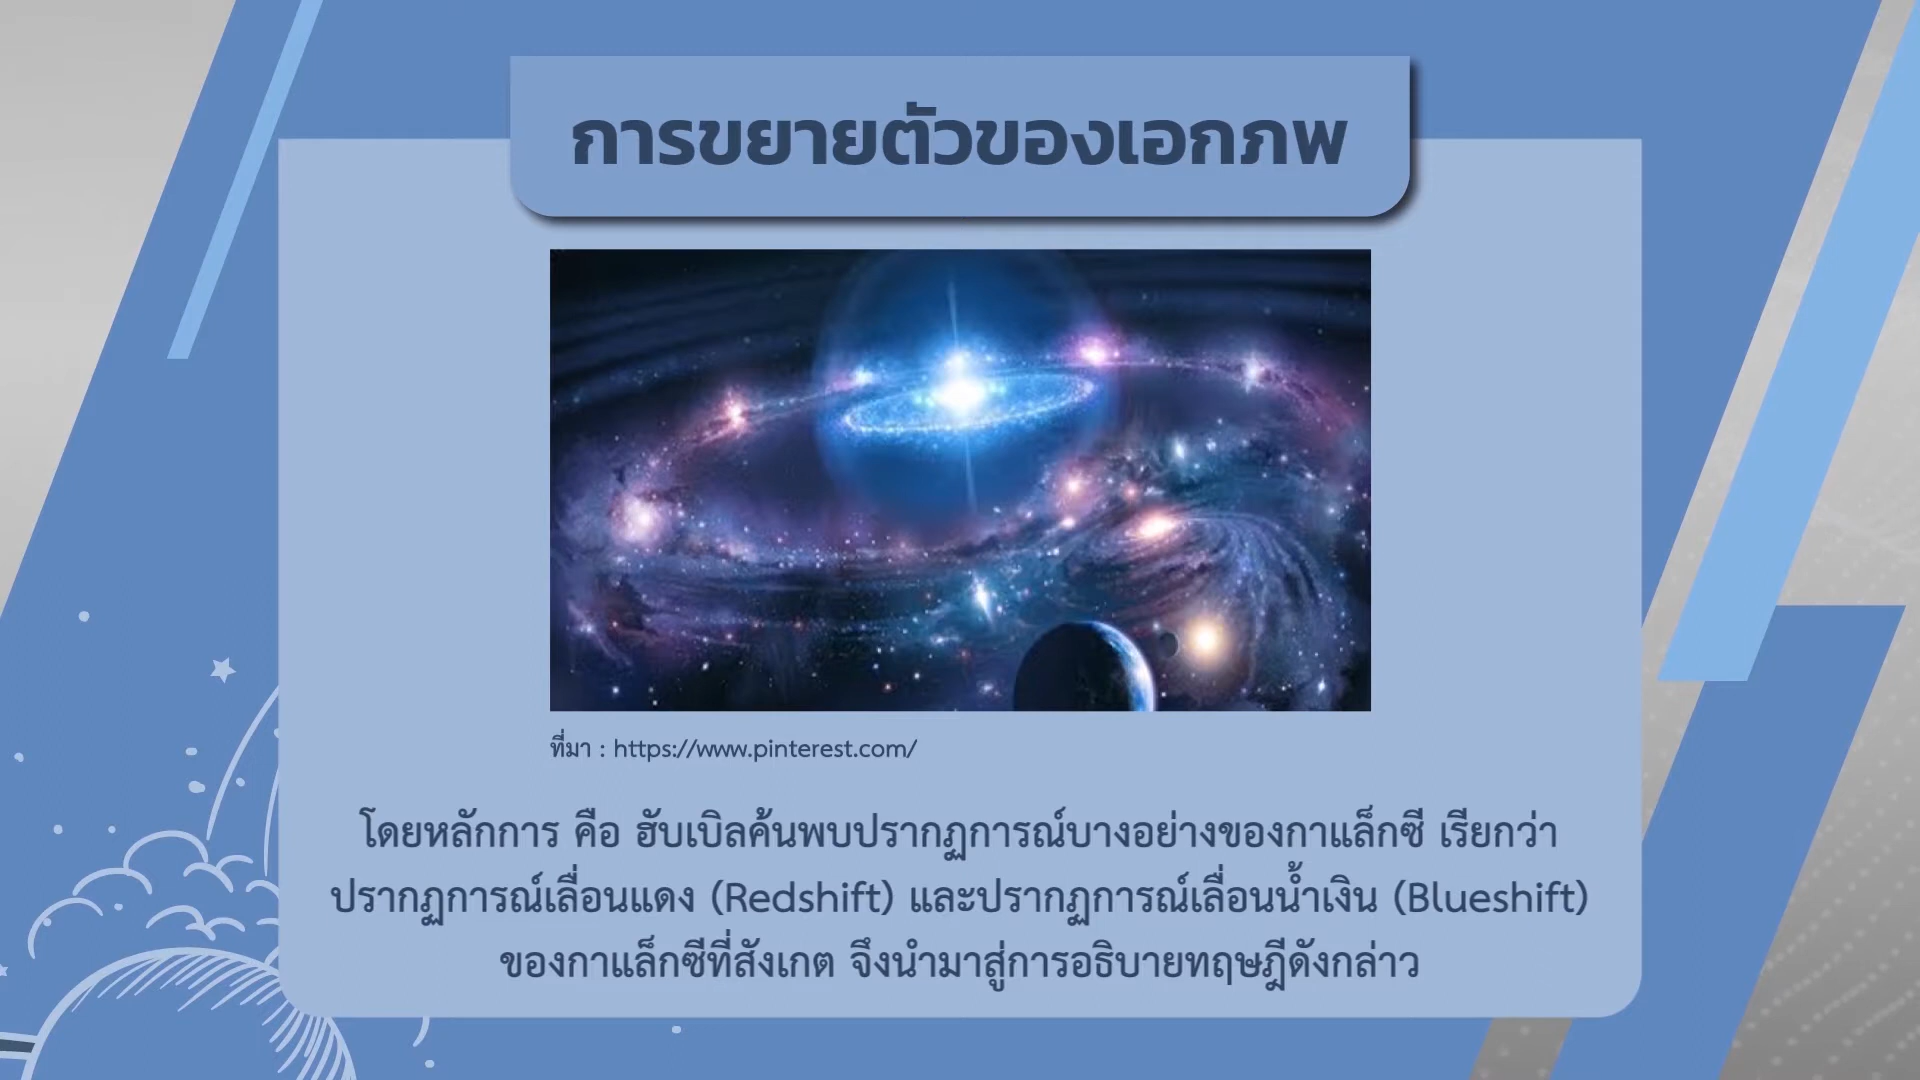 การขยายตัวของเอกภพ
ที่มา : https://www.pinterest.com/
โดยหลักการ คือ ฮับเบิลค้นพบปรากฏการณ์บางอย่างของกาแล็กซี เรียกว่า
ปรากฏการณ์เลื่อนแดง (Redshift) และปรากฏการณ์เลื่อนน้ำเงิน (Blueshift)
ของกาแล็กซีที่สังเกต จึงนำมาสู่การอธิบายทฤษฎีดังกล่าว